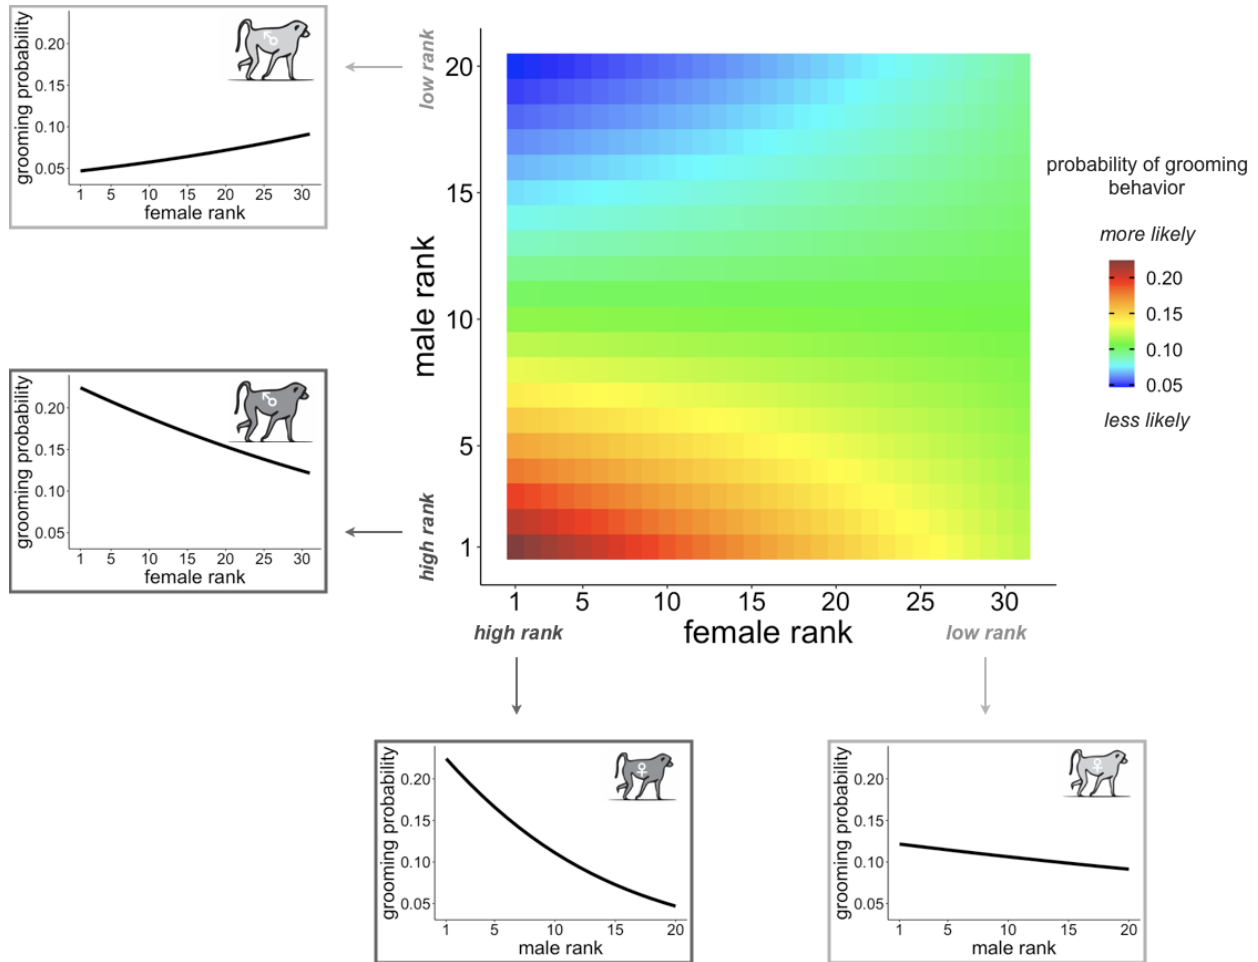 grooming probability
0.20
0.15
0.10
0.05
1 5 10 15 20 25 30
female rank
low rank
grooming probability
0.20
0.15
0.10
0.05
1 5 10 15 20 25 30
female rank
high rank
male rank
20
15
10
5
1
1 5 10 15 20 25 30
high rank
female rank
low rank
probability of grooming
behavior
more likely
0.20
0.15
0.10
0.05
less likely
grooming probability
0.20
0.15
0.10
0.05
1 5 10 15 20
male rank
grooming probability
0.20
0.15
0.10
0.05
1 5 10 15 20
male rank